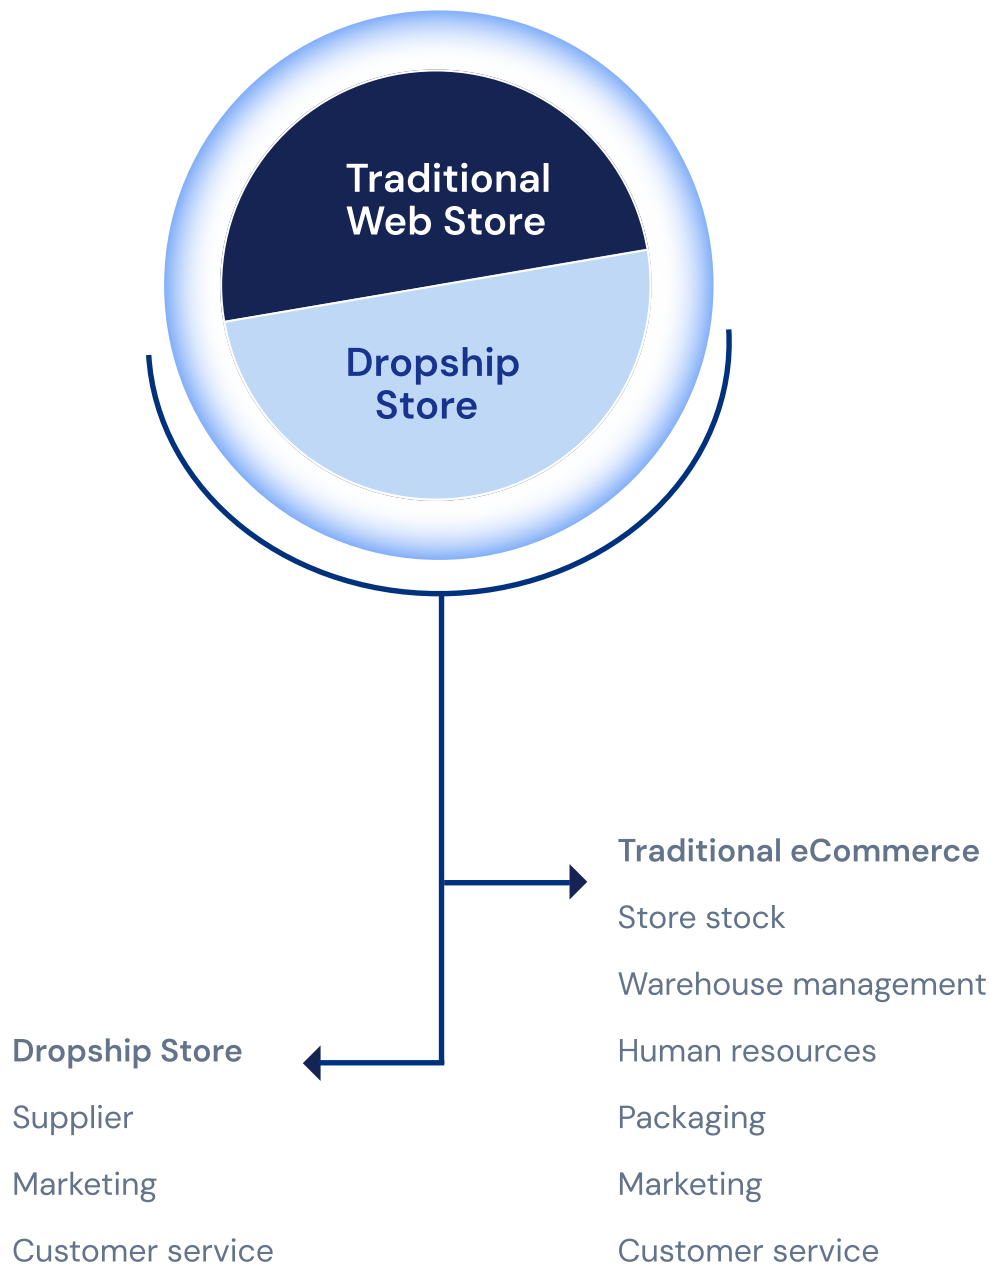 Traditional
Web Store
Dropship
Store
Traditional eCommerce
Store stock
Warehouse management
Human resources
Packaging
Marketing
Customer service
Dropship Store
Supplier
Marketing
Customer service